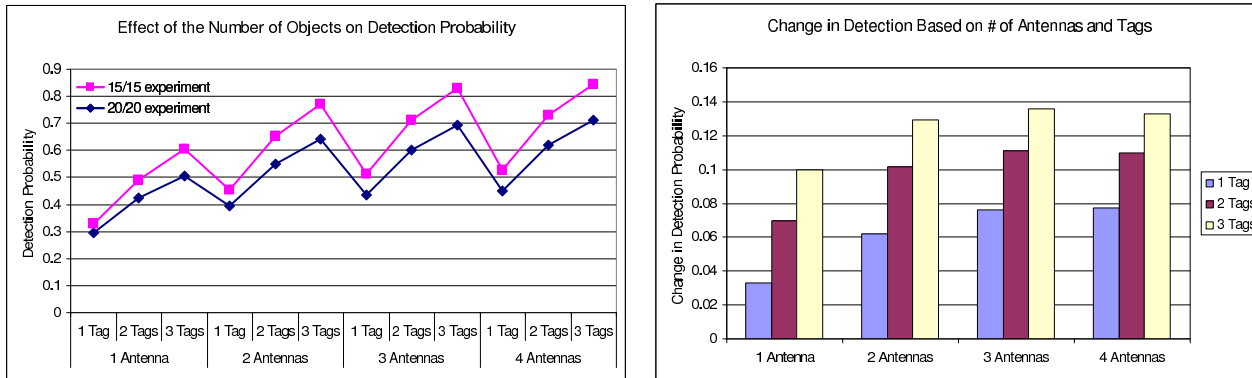 Effect of the Number of Objects on Detection Probability
0.9
0.8
0.7
0.6
0.5
0.4
0.3
0.2
0.1
0
Detection Probability
15/15 experiment
20/20 experiment
1 Tag 2 Tags 3 Tags 1 Tag 2 Tags 3 Tags 1 Tag 2 Tags 3 Tags 1 Tag 2 Tags 3 Tags
1 Antenna 2 Antennas 3 Antennas 4 Antennas
Change in Detection Based on # of Antennas and Tags
0.16
0.14
0.12
0.1
0.08
0.06
0.04
0.02
0
Change in Detection Probability
1 Antenna 2 Antennas 3 Antennas 4 Antennas
1 Tag
2 Tags
3 Tags